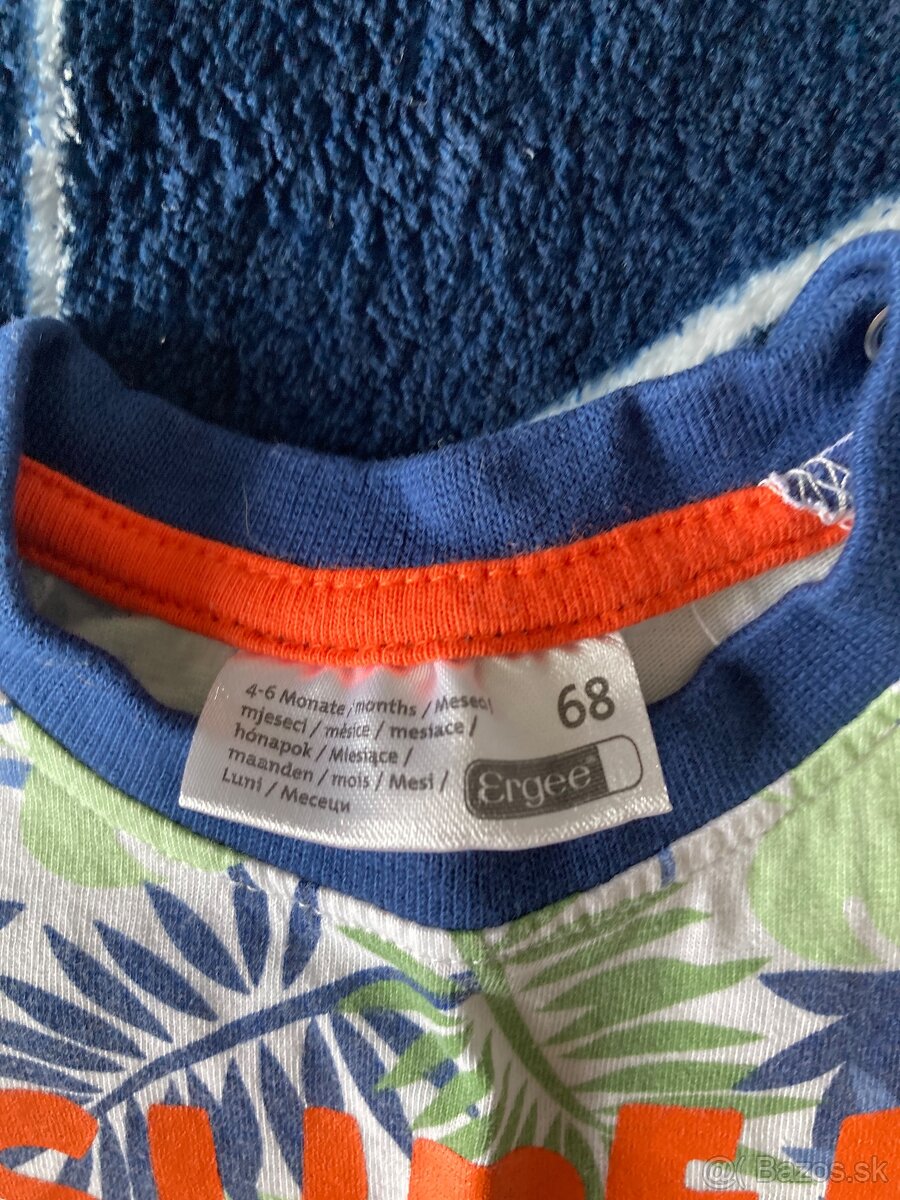 4-6 Monate / months / Meseci
mjeseci / měsíce / mesiace /
hónapok / Miesiące /
maanden / mois / Mesi /
Luni / Месеци
68
Ergee®
Bazos.sk